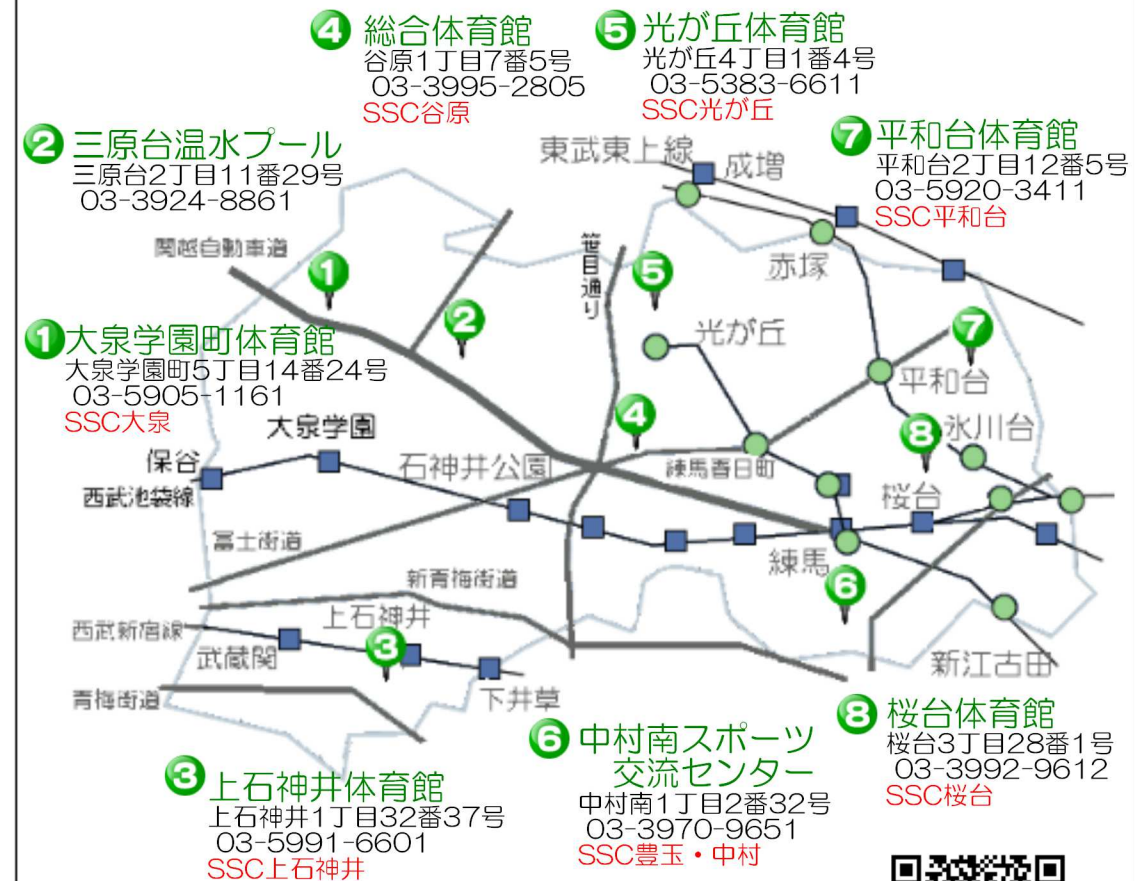 ④ 総合体育館
谷原1丁目7番5号
03-3995-2805
SSC谷原
⑤ 光が丘体育館
光が丘4丁目1番4号
03-5383-6611
SSC光が丘
② 三原台温水プール
三原台2丁目11番29号
03-3924-8861
⑦ 平和台体育館
平和台2丁目12番5号
03-5920-3411
SSC平和台
東武東上線
成増
関越自動車道
笹目通り
赤塚
①
⑤
②
光が丘
⑦
① 大泉学園町体育館
大泉学園町5丁目14番24号
03-5905-1161
SSC大泉
平和台
④
⑧
氷川台
大泉学園
保谷
石神井公園
練馬春日町
西武池袋線
桜台
富士街道
練馬
新青梅街道
⑥
上石神井
西武新宿線
武蔵関
③
新江古田
青梅街道
下井草
⑧ 桜台体育館
桜台3丁目28番1号
03-3992-9612
SSC桜台
⑥ 中村南スポーツ
交流センター
中村南1丁目2番32号
03-3970-9651
SSC豊玉・中村
③ 上石神井体育館
上石神井1丁目32番37号
03-5991-6601
SSC上石神井